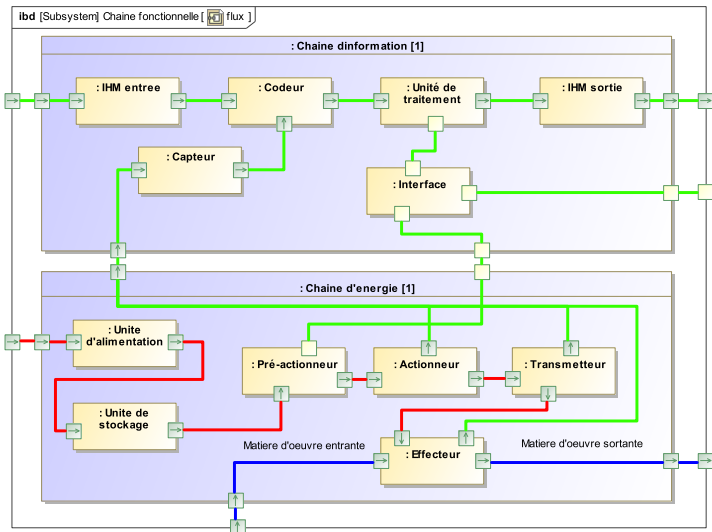 ibd [Subsystem] Chaine fonctionnelle [ flux ]
: Chaine dinformation [1]
: IHM entree
: Codeur
: Unité de
traitement
: IHM sortie
: Capteur
: Interface
: Chaine d'energie [1]
: Unite
d'alimentation
: Pré-actionneur
: Actionneur
: Transmetteur
: Unite de
stockage
Matiere d'oeuvre entrante
: Effecteur
Matiere d'oeuvre sortante